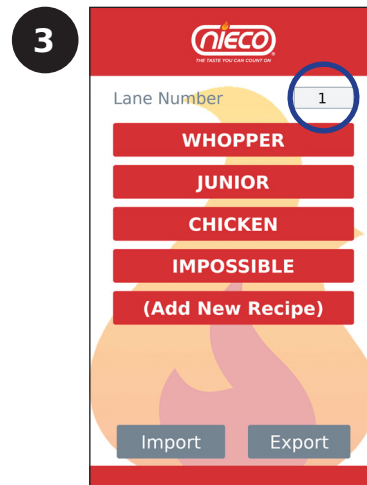 3
NIECO
THE TASTE YOU CAN COUNT ON
Lane Number 1
WHOPPER
JUNIOR
CHICKEN
IMPOSSIBLE
(Add New Recipe)
Import Export